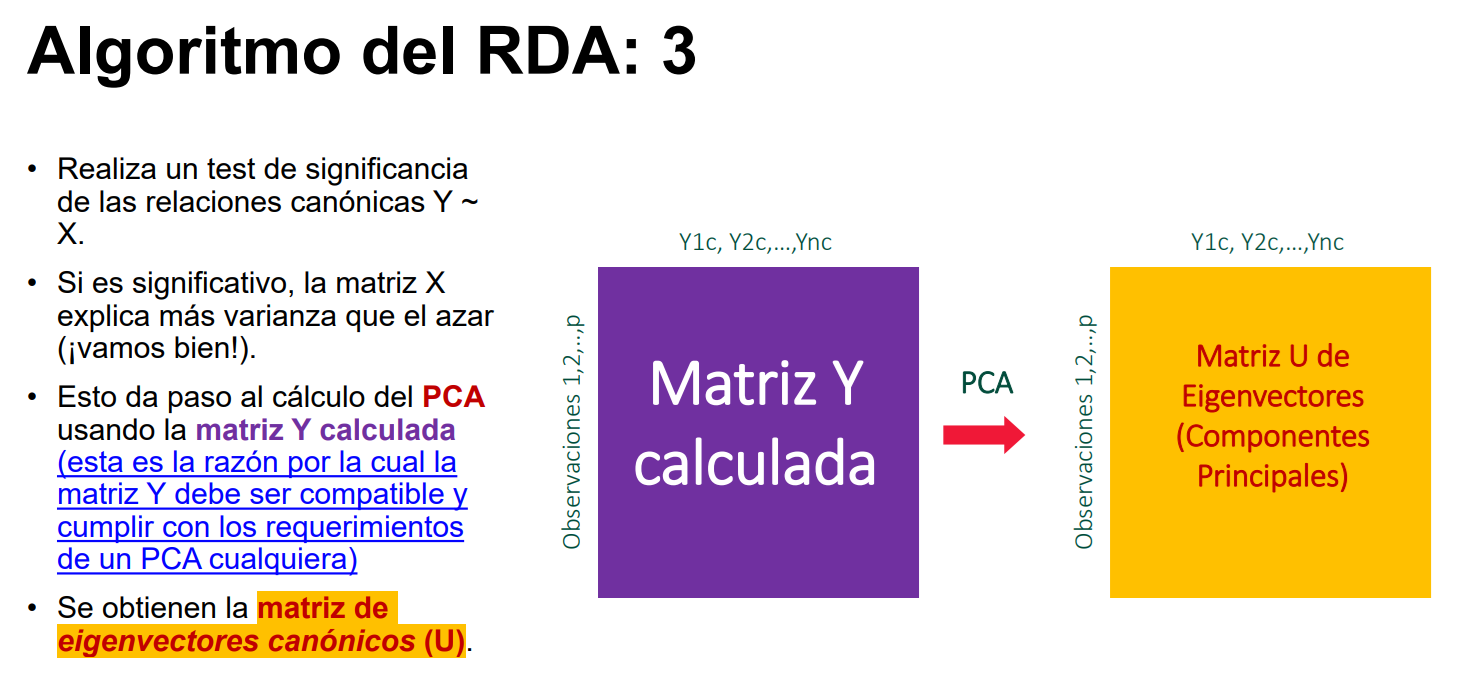 Algoritmo del RDA: 3
• Realiza un test de significancia
de las relaciones canónicas Y ~
X.
• Si es significativo, la matriz X
explica más varianza que el azar
(¡vamos bien!).
• Esto da paso al cálculo del PCA
usando la matriz Y calculada
(esta es la razón por la cual la
matriz Y debe ser compatible y
cumplir con los requerimientos
de un PCA cualquiera)
• Se obtienen la matriz de
eigenvectores canónicos (U).
Y1c, Y2c,...,Ync
Observaciones 1,2,..,p
Matriz Y
calculada
PCA
Y1c, Y2c,...,Ync
Observaciones 1,2,..,p
Matriz U de
Eigenvectores
(Componentes
Principales)